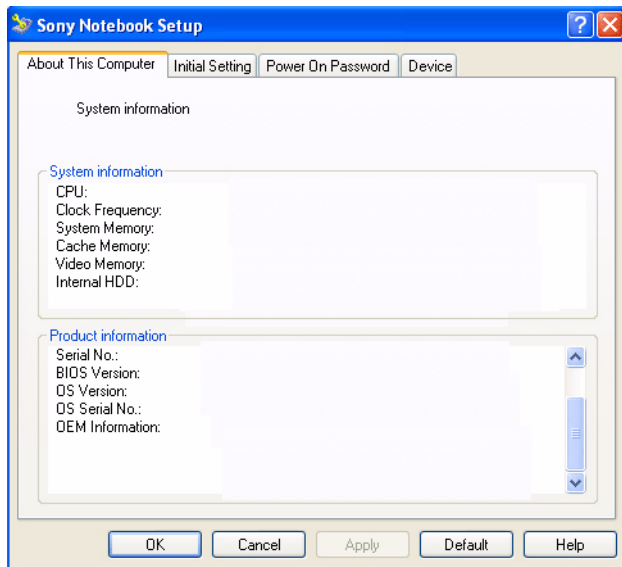 Sony Notebook Setup
About This Computer Initial Setting Power On Password Device
System information
System information
CPU:
Clock Frequency:
System Memory:
Cache Memory:
Video Memory:
Internal HDD:
Product information
Serial No.:
BIOS Version:
OS Version:
OS Serial No.:
OEM Information:
OK Cancel Apply Default Help